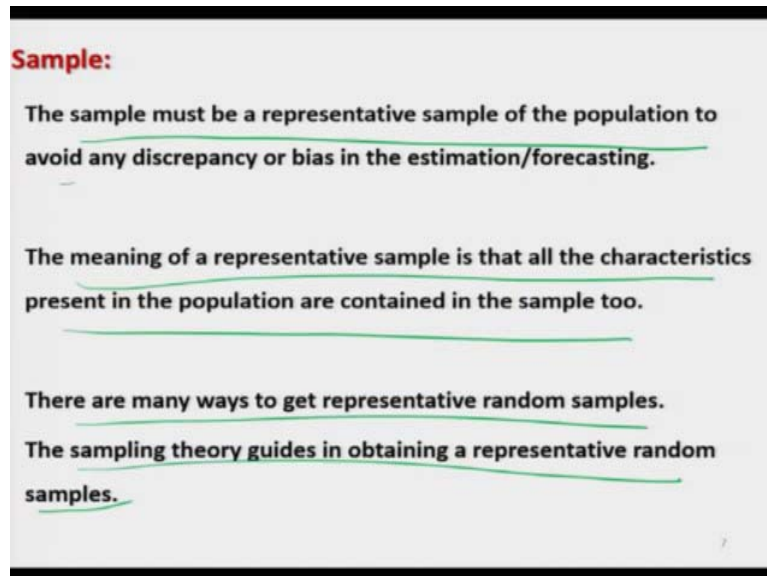 Sample:
The sample must be a representative sample of the population to
avoid any discrepancy or bias in the estimation/forecasting.
The meaning of a representative sample is that all the characteristics
present in the population are contained in the sample too.
There are many ways to get representative random samples.
The sampling theory guides in obtaining a representative random
samples.
7